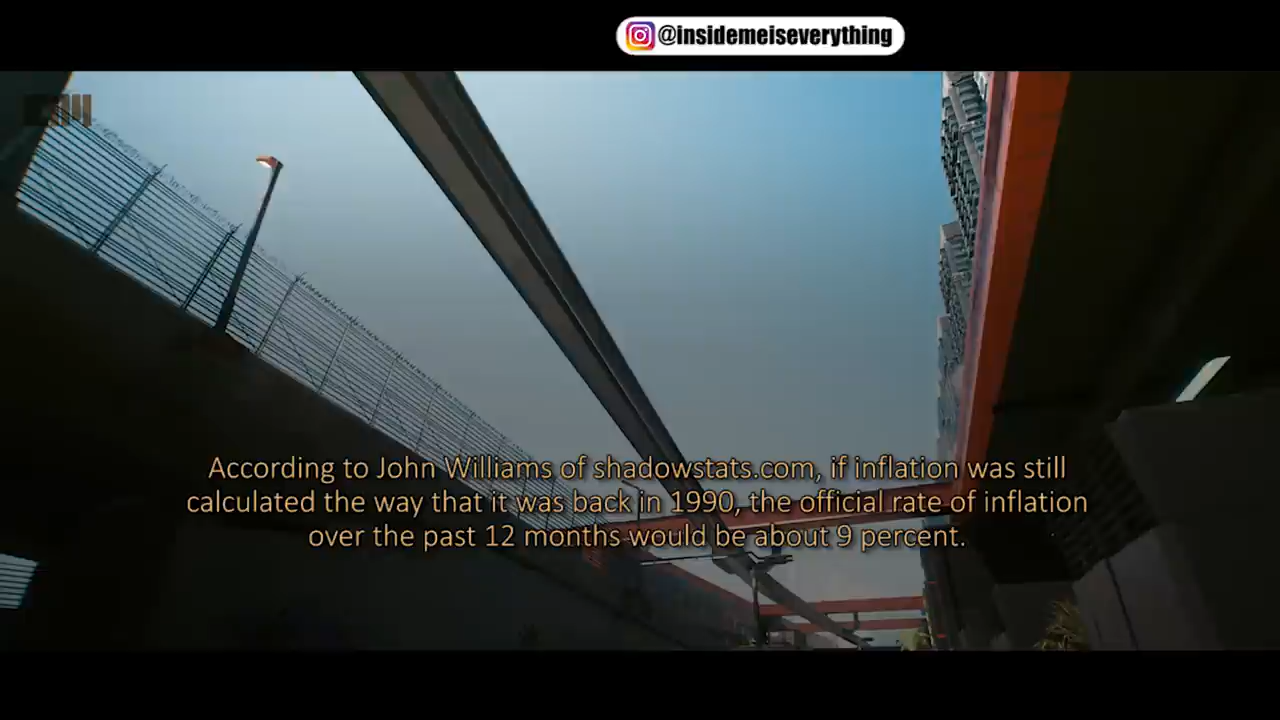 @insidemeiseverything
According to John Williams of shadowstats.com, if inflation was still
calculated the way that it was back in 1990, the official rate of inflation
over the past 12 months would be about 9 percent.